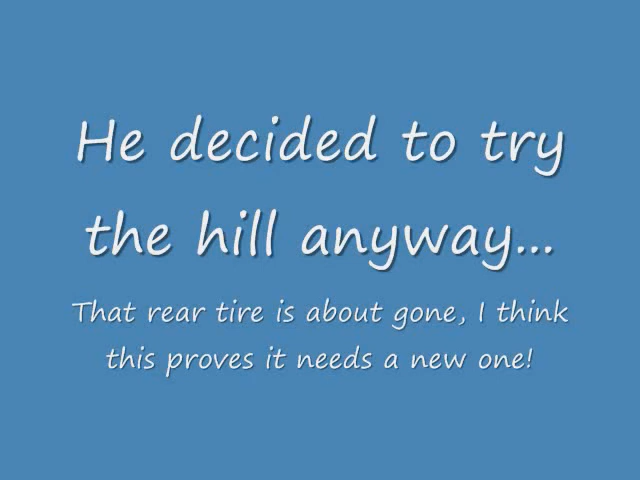 He decided to try
the hill anyway...
That rear tire is about gone, I think
this proves it needs a new one!